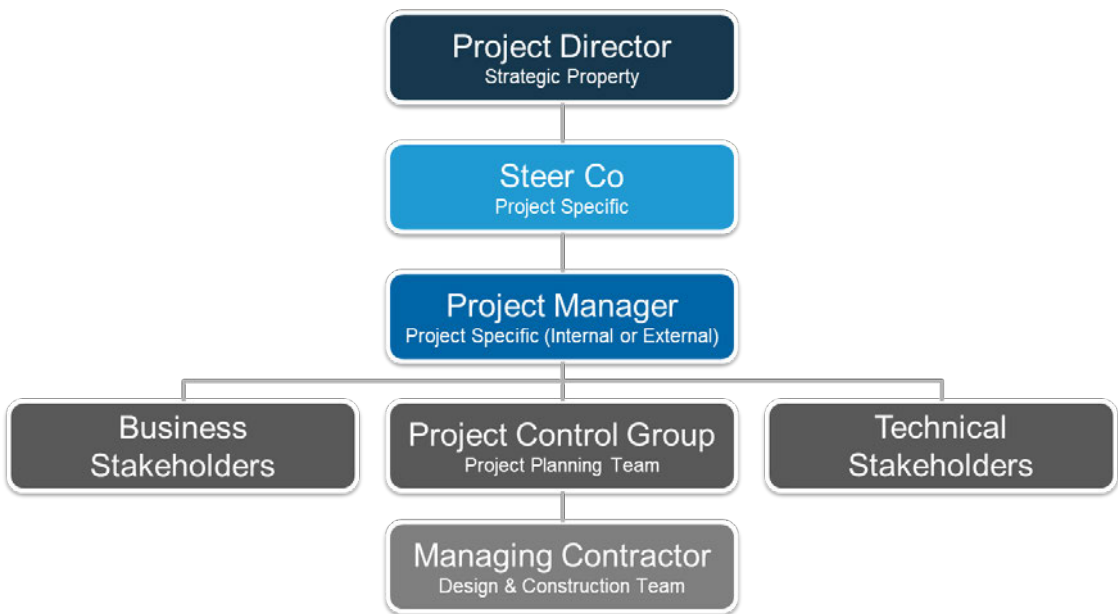 Project Director
Strategic Property
Steer Co
Project Specific
Project Manager
Project Specific (Internal or External)
Business
Stakeholders
Project Control Group
Project Planning Team
Technical
Stakeholders
Managing Contractor
Design & Construction Team